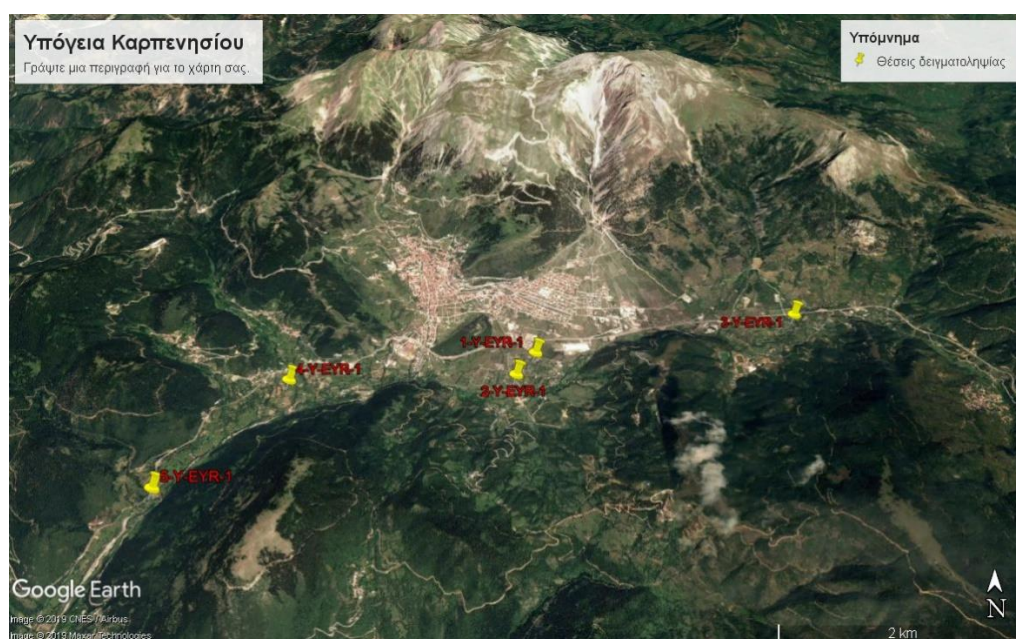 Υπόγεια Καρπενησίου
Γράψτε μια περιγραφή για το χάρτη σας.
Υπόμνημα
Θέσεις δειγματοληψίας
3-Y-EYR-1
1-Y-EYR-1
4-Y-EYR-1
2-Y-EYR-1
-Y-EYR-1
Google Earth
N
Image © 2019 CNES / Airbus
Image © 2019 Maxar Technologies
2 km